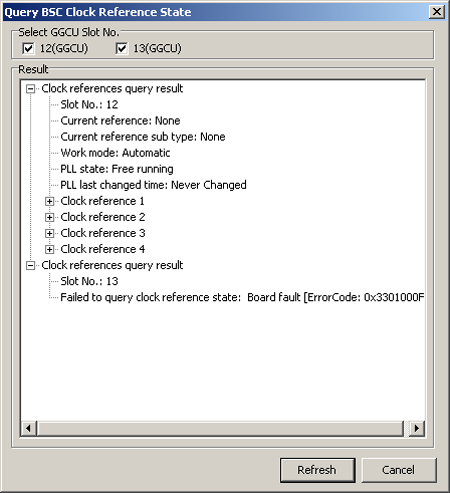 Query BSC Clock Reference State
Select GGCU Slot No.
12(GGCU) 13(GGCU)
Result
Clock references query result
Slot No.: 12
Current reference: None
Current reference sub type: None
Work mode: Automatic
PLL state: Free running
PLL last changed time: Never Changed
Clock reference 1
Clock reference 2
Clock reference 3
Clock reference 4
Clock references query result
Slot No.: 13
Failed to query clock reference state: Board fault [ErrorCode: 0x3301000F
Refresh Cancel